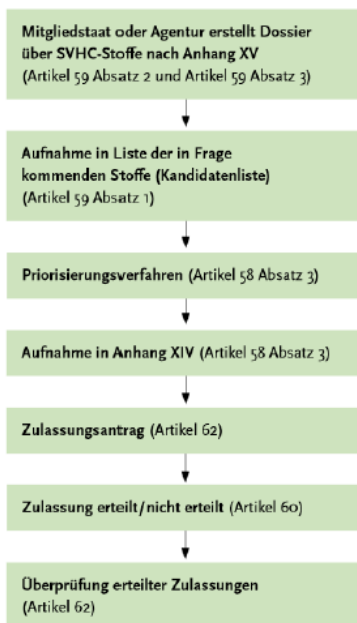 Mitgliedstaat oder Agentur erstellt Dossier
über SVHC-Stoffe nach Anhang XV
(Artikel 59 Absatz 2 und Artikel 59 Absatz 3)
Aufnahme in Liste der in Frage
kommenden Stoffe (Kandidatenliste)
(Artikel 59 Absatz 1)
Priorisierungsverfahren (Artikel 58 Absatz 3)
Aufnahme in Anhang XIV (Artikel 58 Absatz 3)
Zulassungsantrag (Artikel 62)
Zulassung erteilt/nicht erteilt (Artikel 60)
Überprüfung erteilter Zulassungen
(Artikel 62)